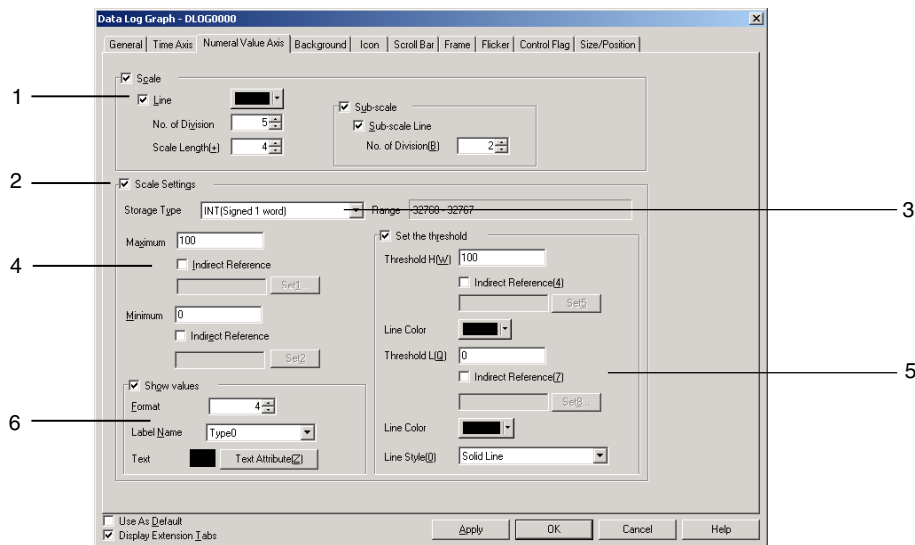 Data Log Graph - DLOG0000
General Time Axis Numeral Value Axis Background Icon Scroll Bar Frame Flicker Control Flag Size/Position
Scale
1
Line
Sub-scale
No. of Division 5
Sub-scale Line
Scale Length(+) 4
No. of Division(B) 2
2
Scale Settings
Storage Type INT(Signed 1 word) Range -32768 - 32767
3
Maximum 100
Set the threshold
Threshold H(W) 100
4
Indirect Reference
Indirect Reference(4)
Set1...
Set5
Minimum 0
Line Color
Indirect Reference
Threshold L(Q) 0
Set2
Indirect Reference(7)
5
Show values
Set8...
Format 4
6
Label Name Type0
Line Color
Text Text Attribute(Z)
Line Style(0) Solid Line
Use As Default
Display Extension Tabs
Apply OK Cancel Help